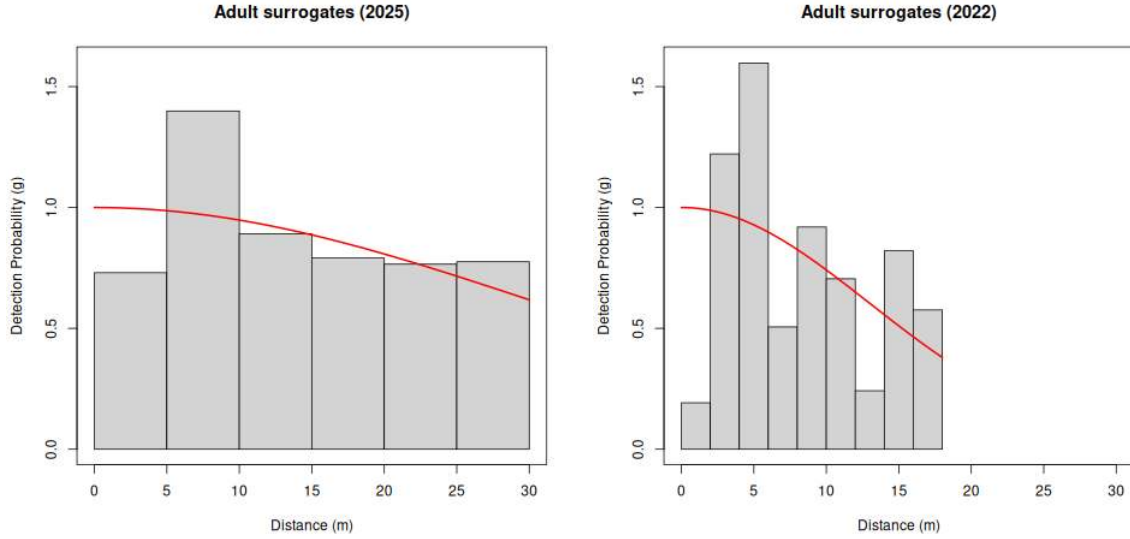 Adult surrogates (2025)
Detection Probability (g)
1.5
1.0
0.5
0.0
0 5 10 15 20 25 30
Distance (m)
Adult surrogates (2022)
Detection Probability (g)
1.5
1.0
0.5
0.0
0 5 10 15 20 25 30
Distance (m)